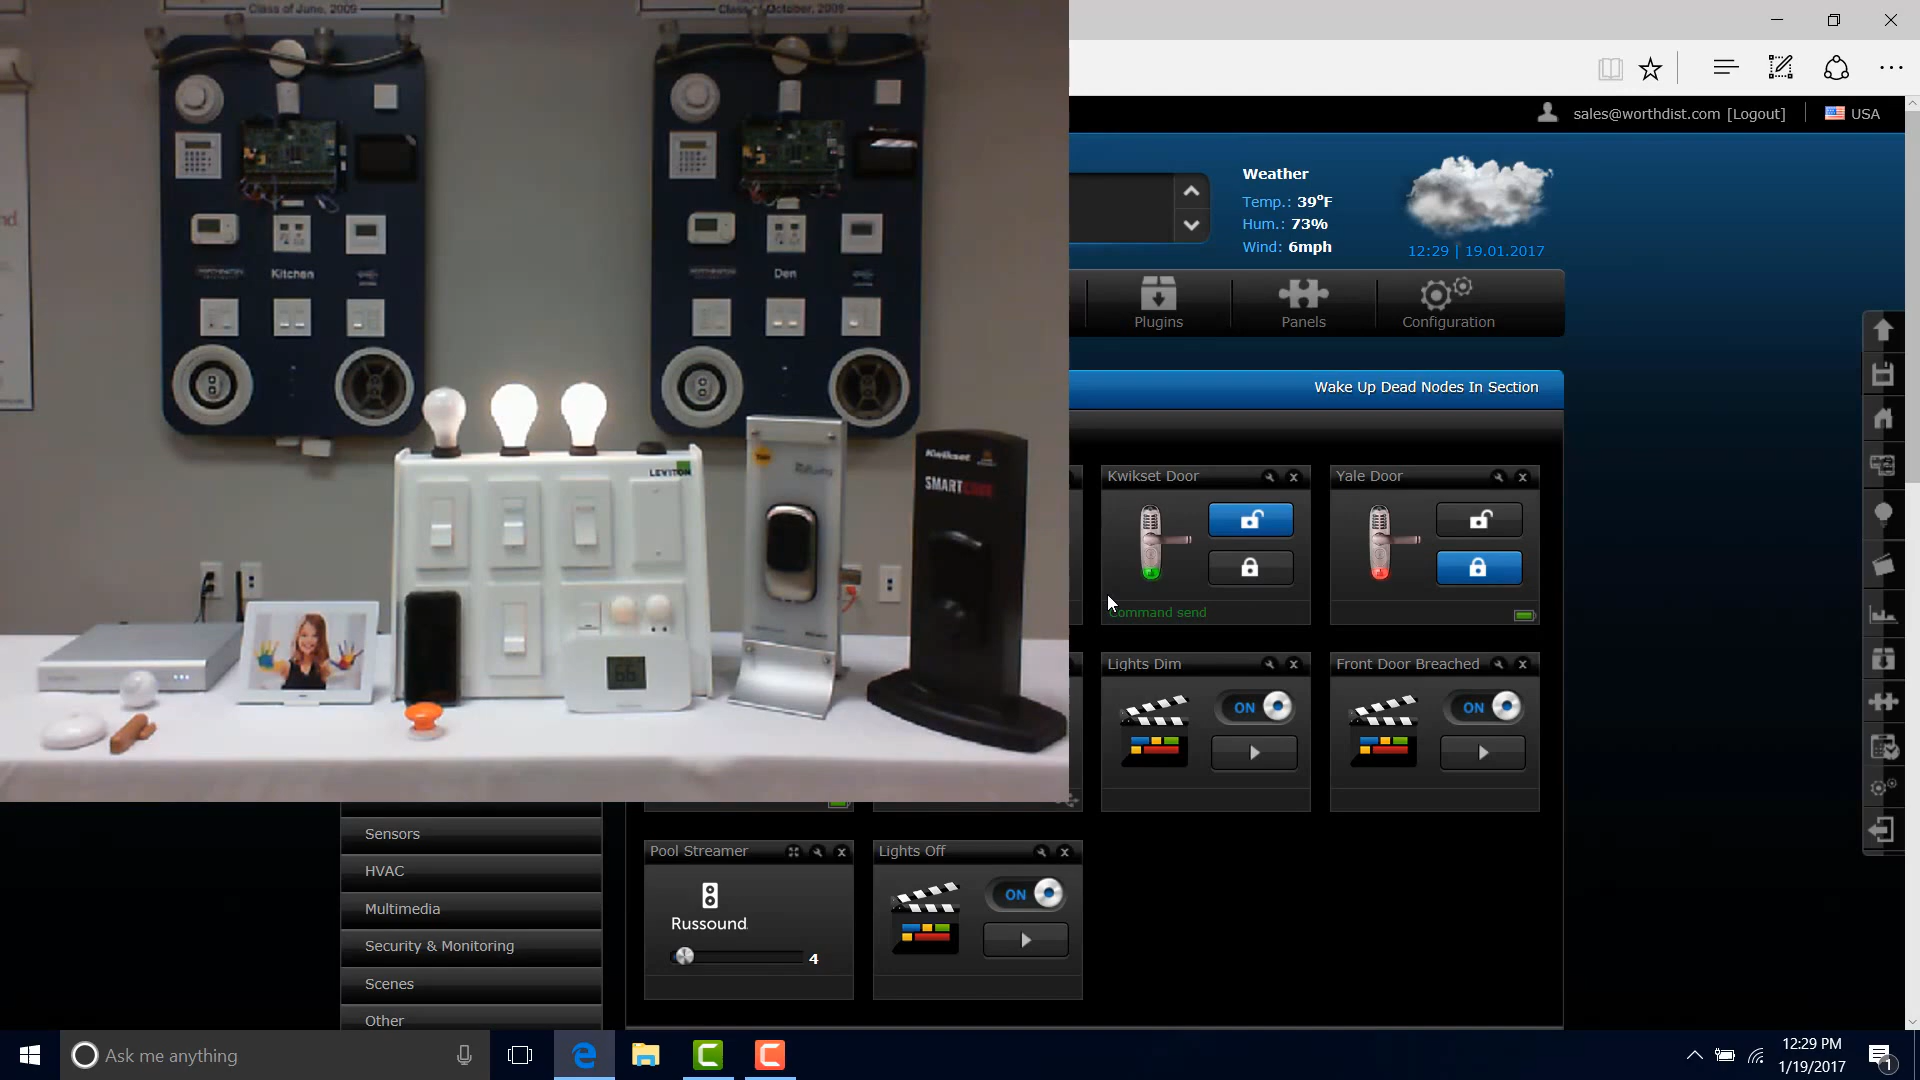 Class of June, 2009
Class of October, 2009
sales@worthdist.com [Logout]
USA
Weather
Temp.: 39°F
Hum.: 73%
Wind: 6mph
12:29 | 19.01.2017
Plugins
Panels
Configuration
Wake Up Dead Nodes In Section
Kitchen
Den
LEVITON
Kwikset
SMARTCODE
66
Kwikset Door
Yale Door
Command send
Lights Dim
Front Door Breached
ON
ON
Sensors
HVAC
Multimedia
Security & Monitoring
Scenes
Other
Pool Streamer
Russound
4
Lights Off
ON
Ask me anything
12:29 PM
1/19/2017
1